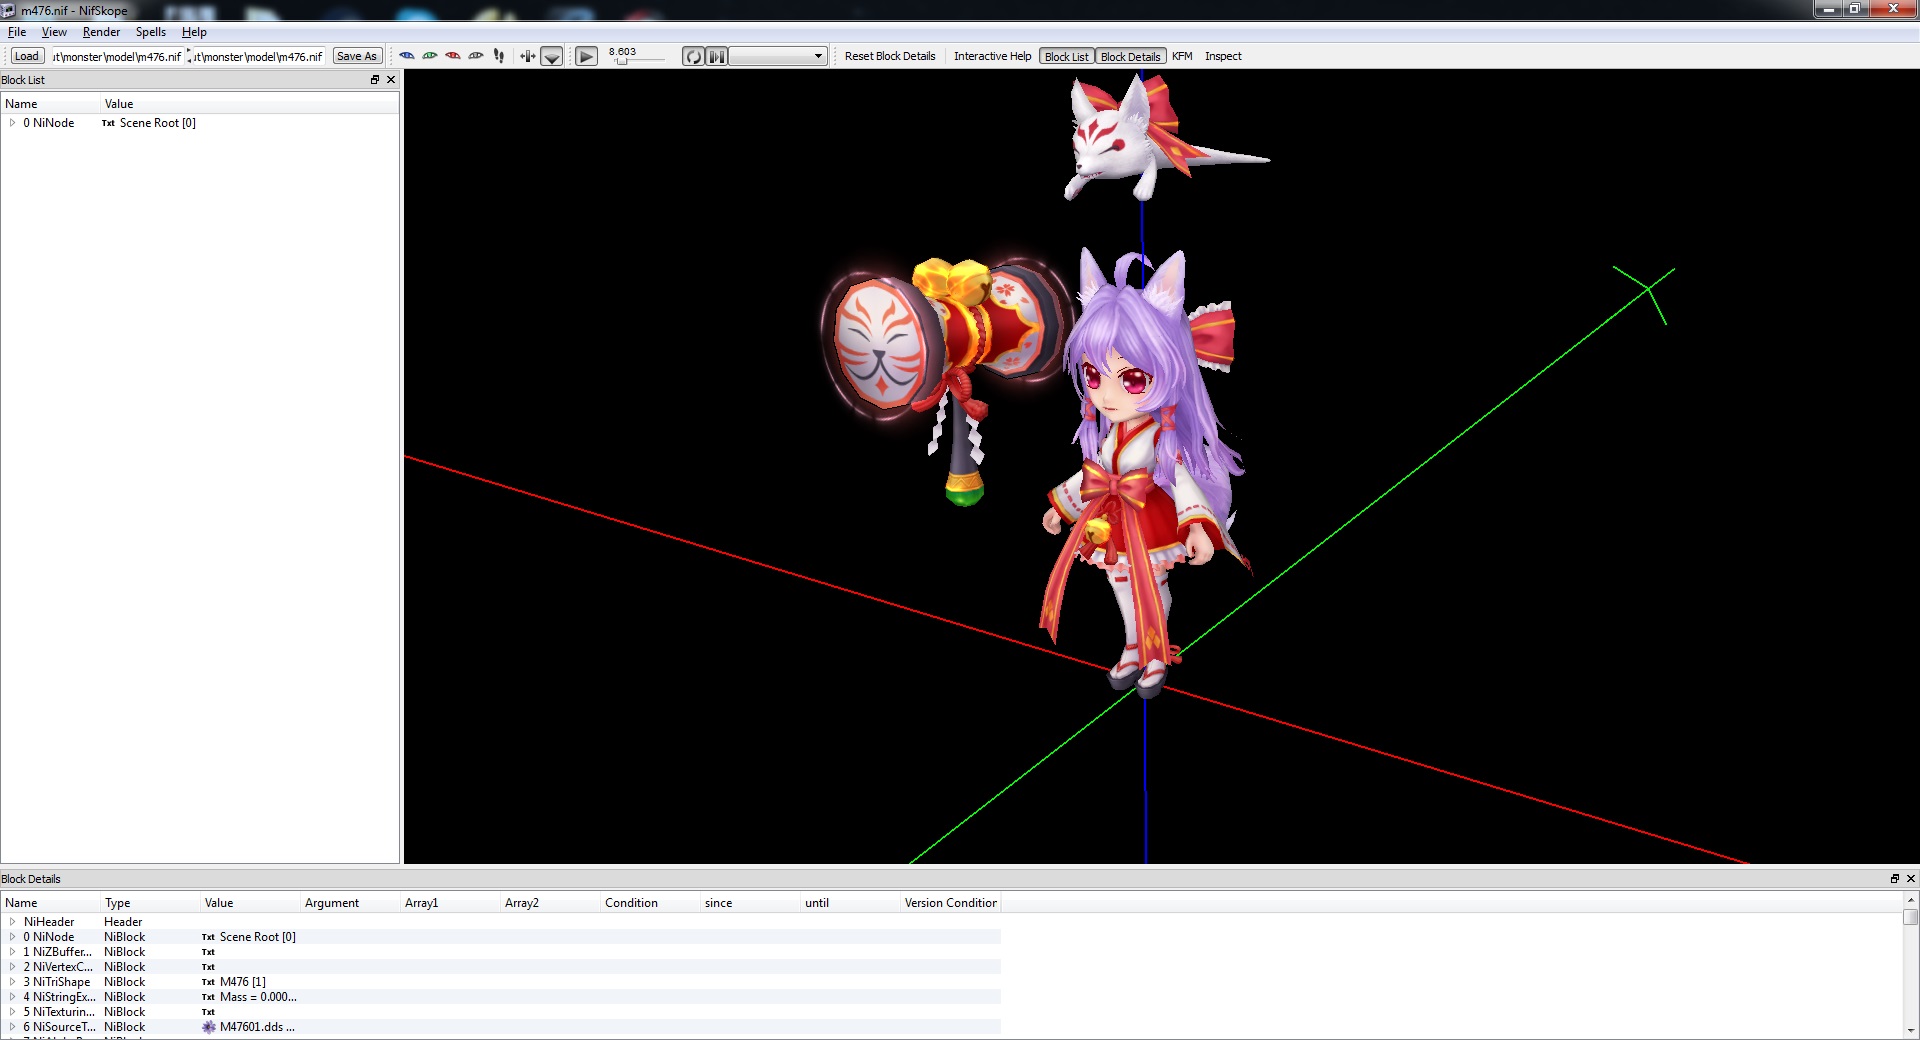 m476.nif - NifSkope
File View Render Spells Help
Load ut\monster\model\m476.nif ut\monster\model\m476.nif Save As 8.603 Reset Block Details Interactive Help Block List Block Details KFM Inspect
Block List
Name Value
0 NiNode Txt Scene Root [0]
Block Details
Name Type Value Argument Array1 Array2 Condition since until Version Condition
NiHeader Header
0 NiNode NiBlock Txt Scene Root [0]
1 NiZBuffer... NiBlock Txt
2 NiVertexC... NiBlock Txt
3 NiTriShape NiBlock Txt M476 [1]
4 NiStringEx... NiBlock Txt Mass = 0.000...
5 NiTexturin... NiBlock Txt
6 NiSourceT... NiBlock M47601.dds ...